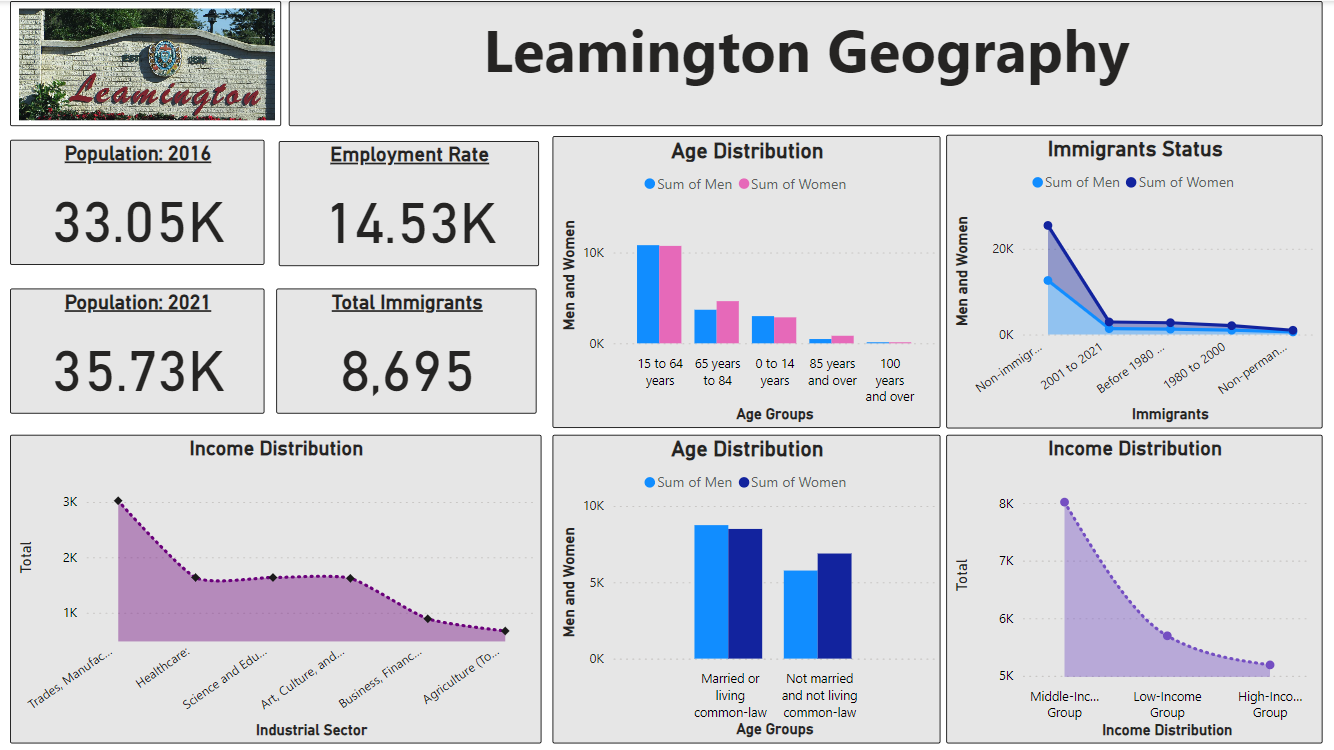 Leamington
Leamington Geography
Population: 2016
33.05K
Employment Rate
14.53K
Population: 2021
35.73K
Total Immigrants
8,695
Age Distribution
Sum of Men Sum of Women
Men and Women
10K
0K
15 to 64 years
65 years to 84
0 to 14 years
85 years and over
100 years and over
Age Groups
Immigrants Status
Sum of Men Sum of Women
Men and Women
20K
0K
Non-immigr...
2001 to 2021
Before 1980 ...
1980 to 2000
Non-perman...
Immigrants
Income Distribution
Total
3K
2K
1K
Trades, Manufac...
Healthcare:
Science and Edu...
Art, Culture, and...
Business, Financ...
Agriculture (To...
Industrial Sector
Age Distribution
Sum of Men Sum of Women
Men and Women
10K
5K
0K
Married or
living
common-law
Not married
and not living
common-law
Age Groups
Income Distribution
Total
8K
7K
6K
5K
Middle-Inc...
Group
Low-Income
Group
High-Inco...
Group
Income Distribution